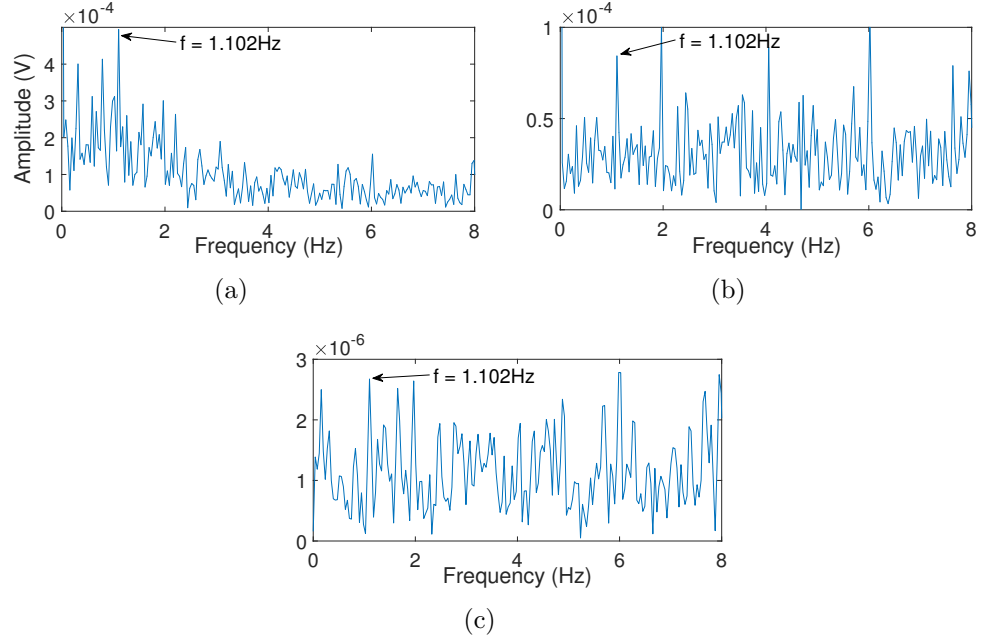 ×10⁻⁴
f = 1.102Hz
5
4
3
2
1
0
Amplitude (V)
0 2 4 6 8
Frequency (Hz)
(a)
×10⁻⁴
f = 1.102Hz
1
0.5
0
0 2 4 6 8
Frequency (Hz)
(b)
×10⁻⁶
f = 1.102Hz
3
2
1
0
0 2 4 6 8
Frequency (Hz)
(c)